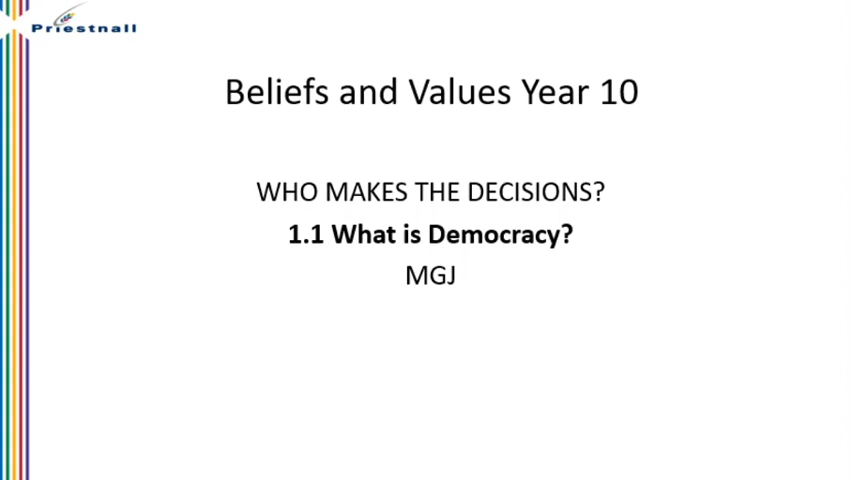 Priestnall
Beliefs and Values Year 10
WHO MAKES THE DECISIONS?
1.1 What is Democracy?
MGJ